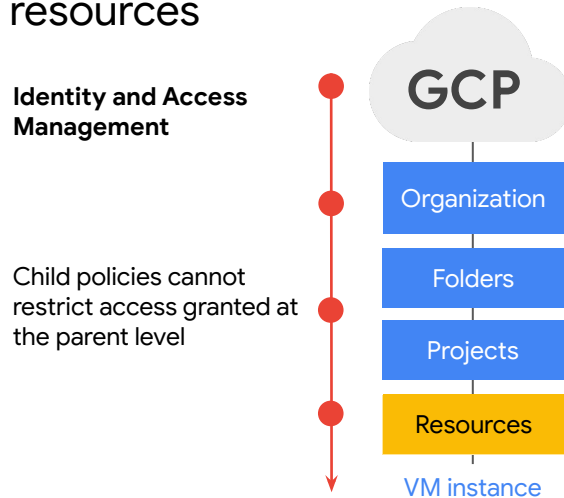 resources
Identity and Access
Management
Child policies cannot
restrict access granted at
the parent level
GCP
Organization
Folders
Projects
Resources
VM instance